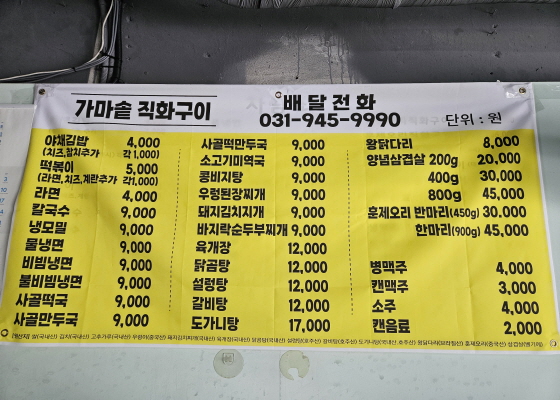 가마솥 직화구이
배달전화
031-945-9990
단위 : 원
야채김밥 4,000
(치즈,참치추가 각1,000)
떡볶이 5,000
(라면,치즈,계란추가 각1,000)
라면 4,000
칼국수 9,000
냉모밀 9,000
물냉면 9,000
비빔냉면 9,000
불비빔냉면 9,000
사골떡국 9,000
사골만두국 9,000
사골떡만두국 9,000
소고기미역국 9,000
콩비지탕 9,000
우렁된장찌개 9,000
돼지김치찌개 9,000
바지락순두부찌개 9,000
육개장 12,000
닭곰탕 12,000
설렁탕 12,000
갈비탕 12,000
도가니탕 17,000
왕닭다리 8,000
양념삼겹살 200g 20,000
400g 30,000
800g 45,000
훈제오리 반마리(450g) 30,000
한마리(900g) 45,000
병맥주 4,000
캔맥주 3,000
소주 4,000
캔음료 2,000